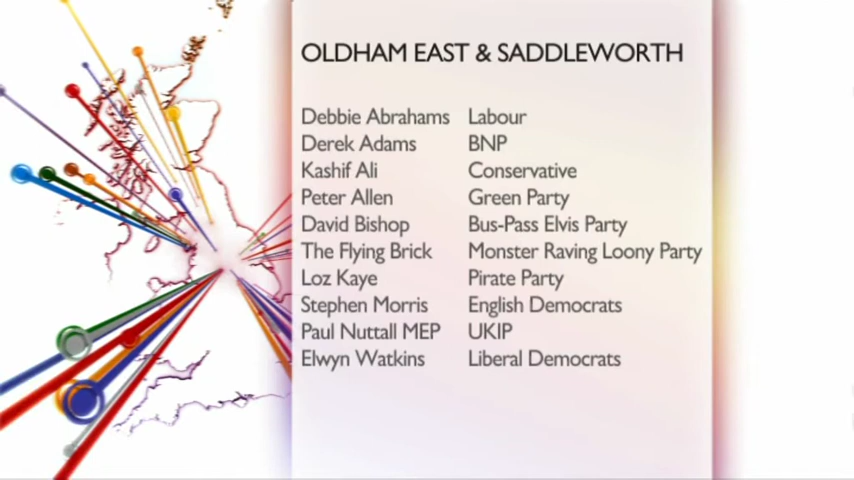 OLDHAM EAST & SADDLEWORTH
Debbie Abrahams Labour
Derek Adams BNP
Kashif Ali Conservative
Peter Allen Green Party
David Bishop Bus-Pass Elvis Party
The Flying Brick Monster Raving Loony Party
Loz Kaye Pirate Party
Stephen Morris English Democrats
Paul Nuttall MEP UKIP
Elwyn Watkins Liberal Democrats